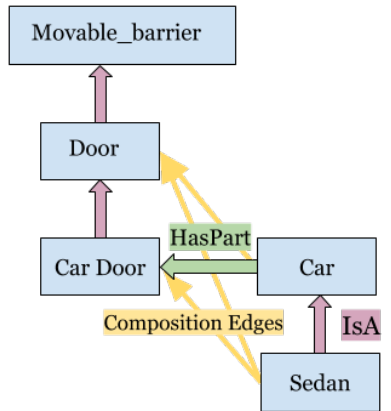 Movable_barrier
Door
HasPart
Car Door
Car
Composition Edges
IsA
Sedan